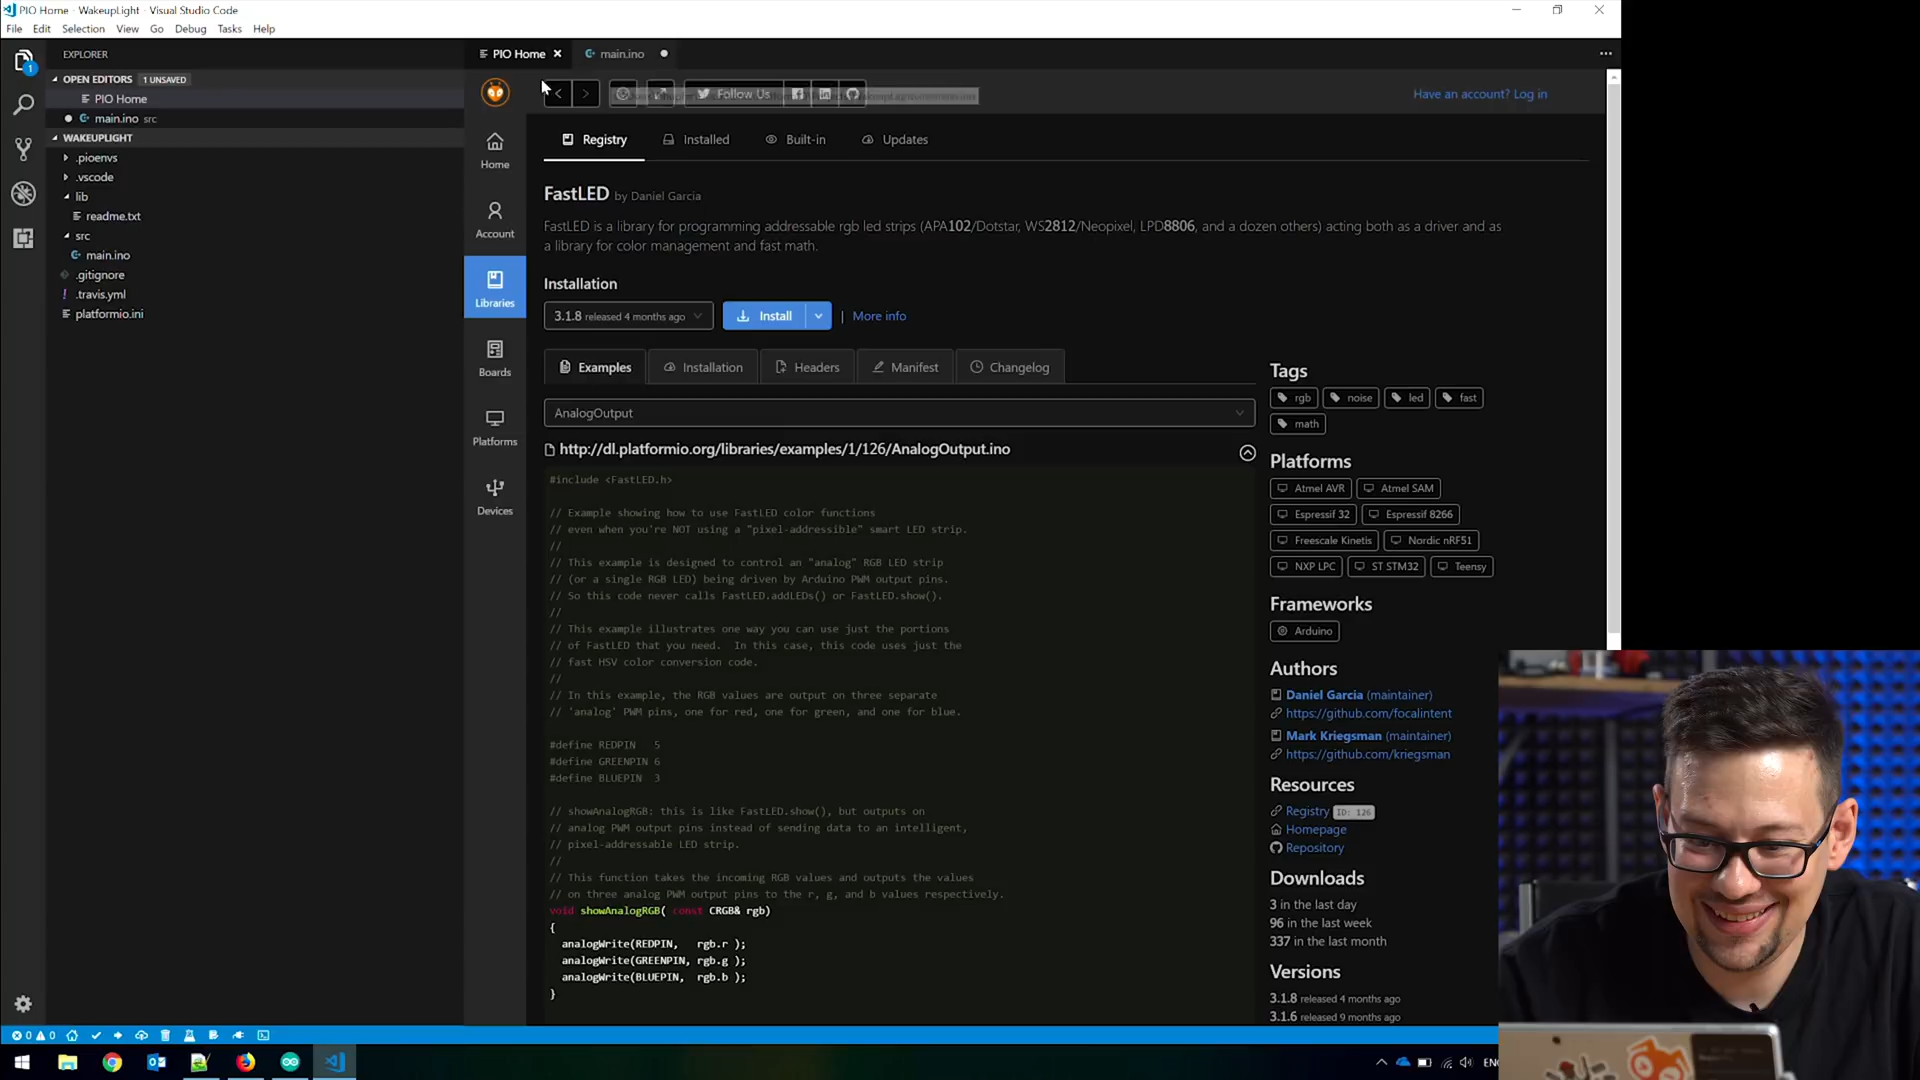 PIO Home - WakeupLight - Visual Studio Code
File Edit Selection View Go Debug Tasks Help
EXPLORER
OPEN EDITORS 1 UNSAVED
PIO Home
main.ino src
WAKEUPLIGHT
.pioenvs
.vscode
lib
readme.txt
src
main.ino
.gitignore
.travis.yml
platformio.ini
PIO Home
main.ino
Follow Us
Have an account? Log in
Home
Account
Libraries
Boards
Platforms
Devices
Registry
Installed
Built-in
Updates
FastLED by Daniel Garcia
FastLED is a library for programming addressable rgb led strips (APA102/Dotstar, WS2812/Neopixel, LPD8806, and a dozen others) acting both as a driver and as
a library for color management and fast math.
Installation
3.1.8 released 4 months ago
Install
| More info
Examples
Installation
Headers
Manifest
Changelog
AnalogOutput
http://dl.platformio.org/libraries/examples/1/126/AnalogOutput.ino
#include <FastLED.h>
// Example showing how to use FastLED color functions
// even when you're NOT using a "pixel-addressible" smart LED strip.
//
// This example is designed to control an "analog" RGB LED strip
// (or a single RGB LED) being driven by Arduino PWM output pins.
// So this code never calls FastLED.addLEDs() or FastLED.show().
//
// This example illustrates one way you can use just the portions
// of FastLED that you need.  In this case, this code uses just the
// fast HSV color conversion code.
//
// In this example, the RGB values are output on three separate
// 'analog' PWM pins, one for red, one for green, and one for blue.
#define REDPIN   5
#define GREENPIN 6
#define BLUEPIN  3
// showAnalogRGB: this is like FastLED.show(), but outputs on
// analog PWM output pins instead of sending data to an intelligent,
// pixel-addressable LED strip.
//
// This function takes the incoming RGB values and outputs the values
// on three analog PWM output pins to the r, g, and b values respectively.
void showAnalogRGB( const CRGB& rgb)
{
analogWrite(REDPIN,   rgb.r );
analogWrite(GREENPIN, rgb.g );
analogWrite(BLUEPIN,  rgb.b );
}
Tags
rgb
noise
led
fast
math
Platforms
Atmel AVR
Atmel SAM
Espressif 32
Espressif 8266
Freescale Kinetis
Nordic nRF51
NXP LPC
ST STM32
Teensy
Frameworks
Arduino
Authors
Daniel Garcia (maintainer)
https://github.com/focalintent
Mark Kriegsman (maintainer)
https://github.com/kriegsman
Resources
Registry ID: 126
Homepage
Repository
Downloads
3 in the last day
96 in the last week
337 in the last month
Versions
3.1.8 released 4 months ago
3.1.6 released 9 months ago
0 0